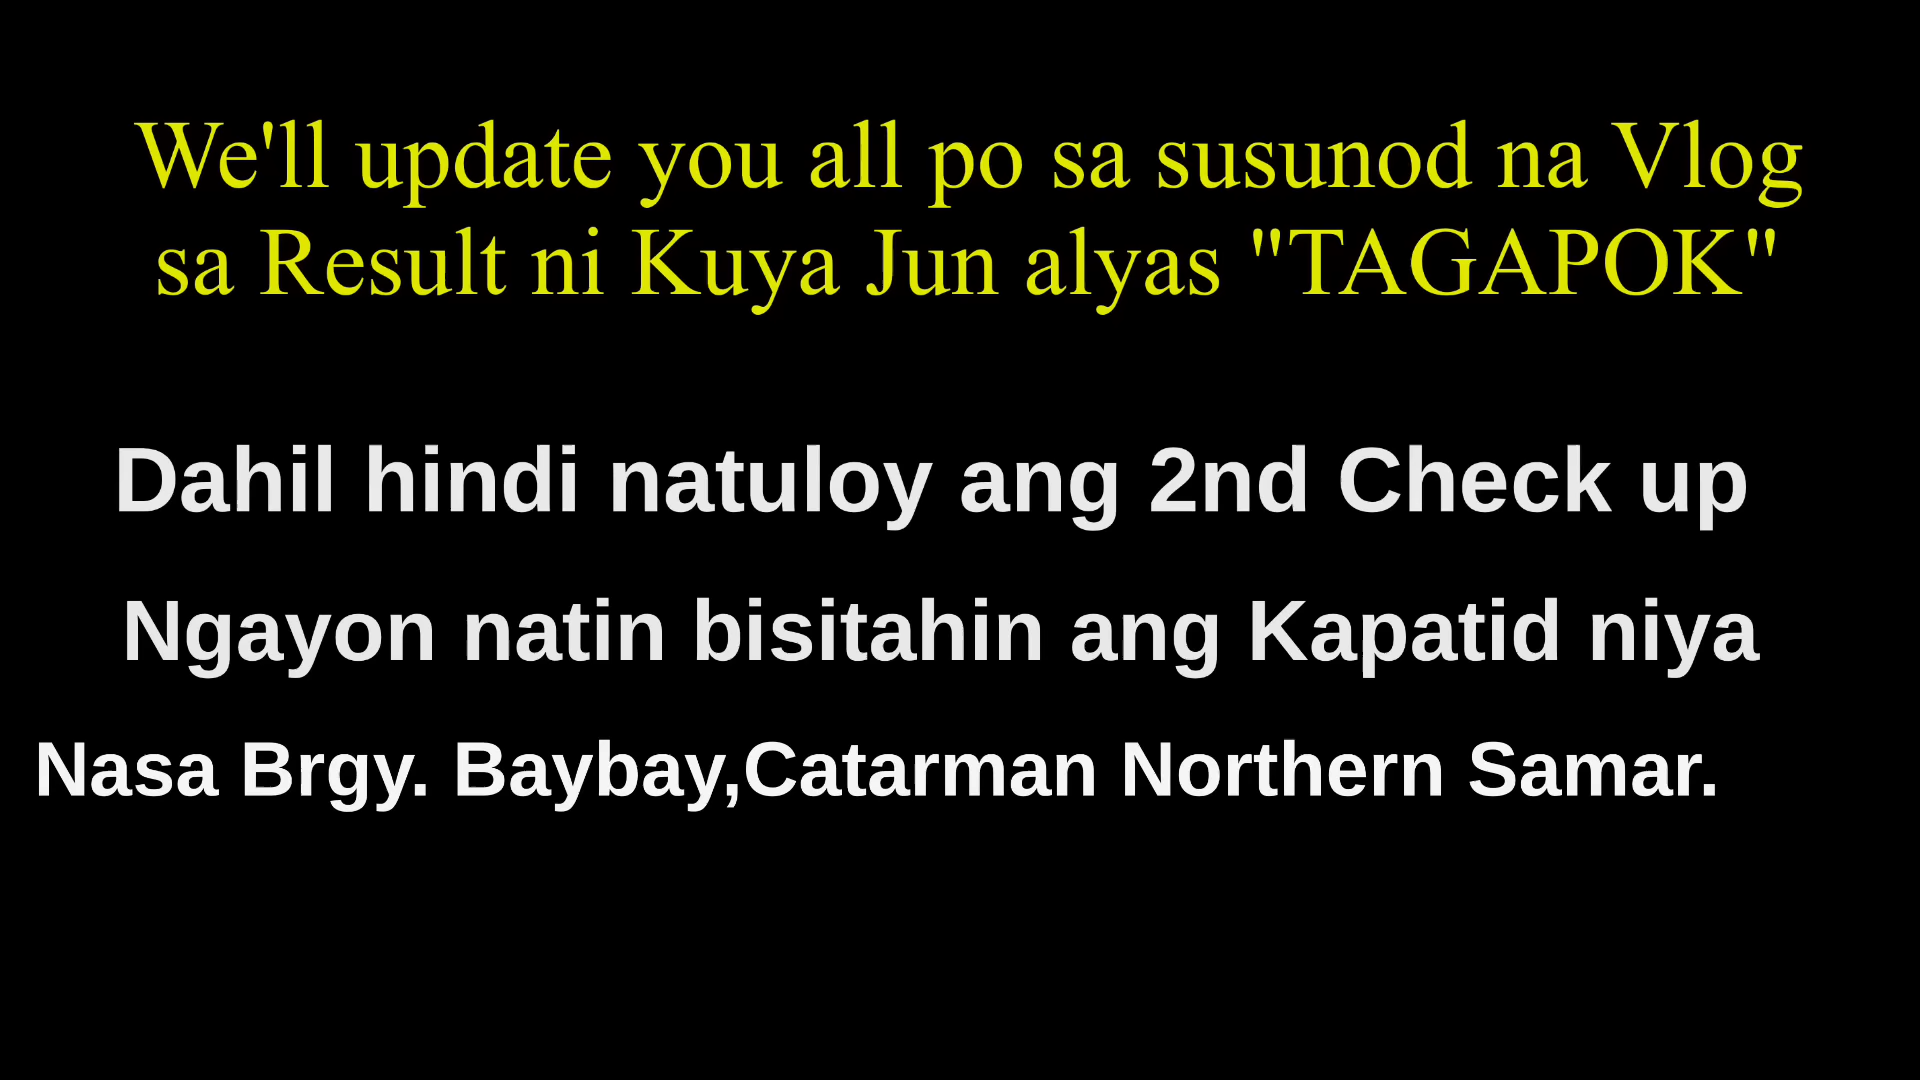 We'll update you all po sa susunod na Vlog
sa Result ni Kuya Jun alyas "TAGAPOK"
Dahil hindi natuloy ang 2nd Check up
Ngayon natin bisitahin ang Kapatid niya
Nasa Brgy. Baybay,Catarman Northern Samar.